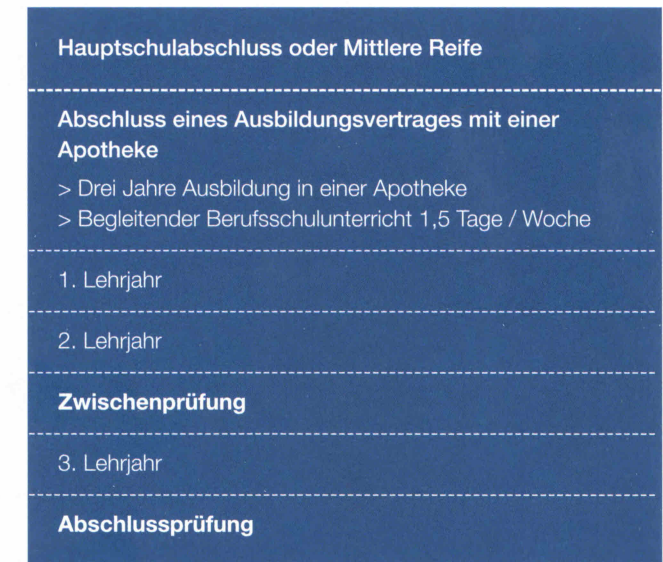 Hauptschulabschluss oder Mittlere Reife
Abschluss eines Ausbildungsvertrages mit einer
Apotheke
> Drei Jahre Ausbildung in einer Apotheke
> Begleitender Berufsschulunterricht 1,5 Tage / Woche
1. Lehrjahr
2. Lehrjahr
Zwischenprüfung
3. Lehrjahr
Abschlussprüfung